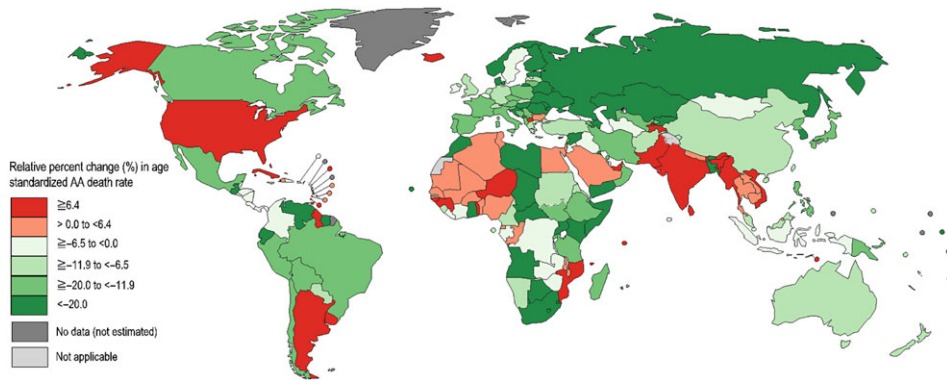 Relative percent change (%) in age
standardized AA death rate
≧6.4
> 0.0 to <6.4
≧−6.5 to <0.0
≧−11.9 to <−6.5
≧−20.0 to <−11.9
<−20.0
No data (not estimated)
Not applicable